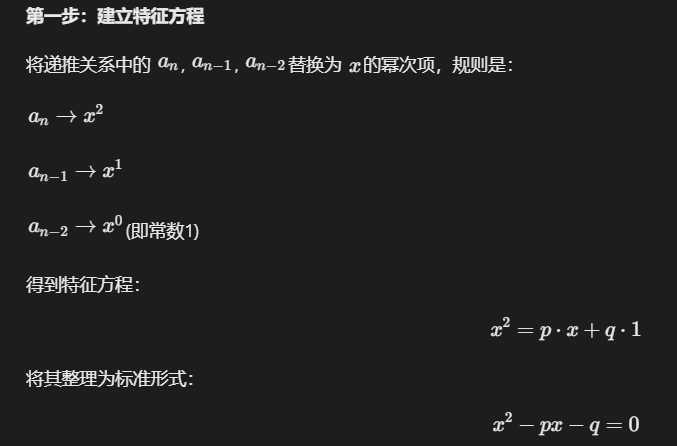 第一步：建立特征方程
将递推关系中的 aₙ, aₙ₋₁, aₙ₋₂替换为 x的幂次项，规则是：
aₙ → x²
aₙ₋₁ → x¹
aₙ₋₂ → x⁰(即常数1)
得到特征方程：
x² = p · x + q · 1
将其整理为标准形式：
x² − px − q = 0